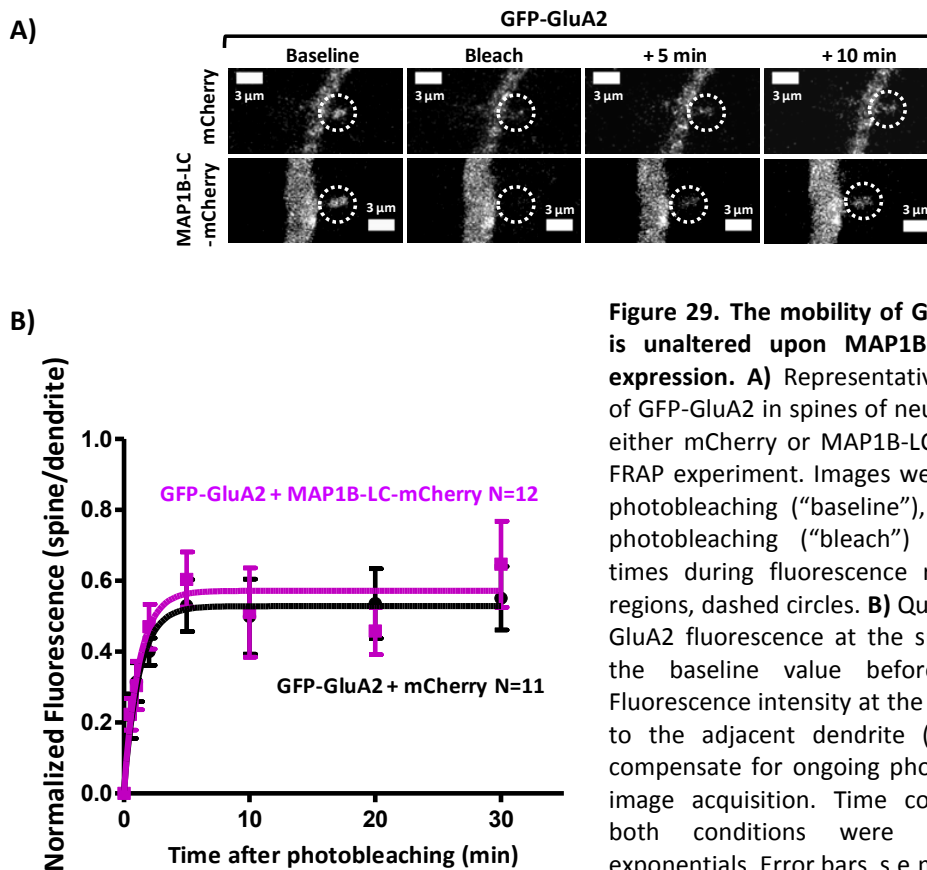 A)
GFP-GluA2
Baseline Bleach + 5 min + 10 min
mCherry
3 µm 3 µm 3 µm 3 µm
MAP1B-LC
-mCherry
3 µm 3 µm 3 µm 3 µm
B)
Normalized Fluorescence (spine/dendrite)
1.0
0.8
0.6
0.4
0.2
0.0
GFP-GluA2 + MAP1B-LC-mCherry N=12
GFP-GluA2 + mCherry N=11
0 10 20 30
Time after photobleaching (min)
Figure 29. The mobility of G
is unaltered upon MAP1B
expression. A) Representativ
of GFP-GluA2 in spines of neu
either mCherry or MAP1B-LC
FRAP experiment. Images we
photobleaching (“baseline”),
photobleaching (“bleach”)
times during fluorescence r
regions, dashed circles. B) Qu
GluA2 fluorescence at the s
the baseline value befor
Fluorescence intensity at the
to the adjacent dendrite (
compensate for ongoing pho
image acquisition. Time co
both conditions were
exponentials. Error bars, s.e.m